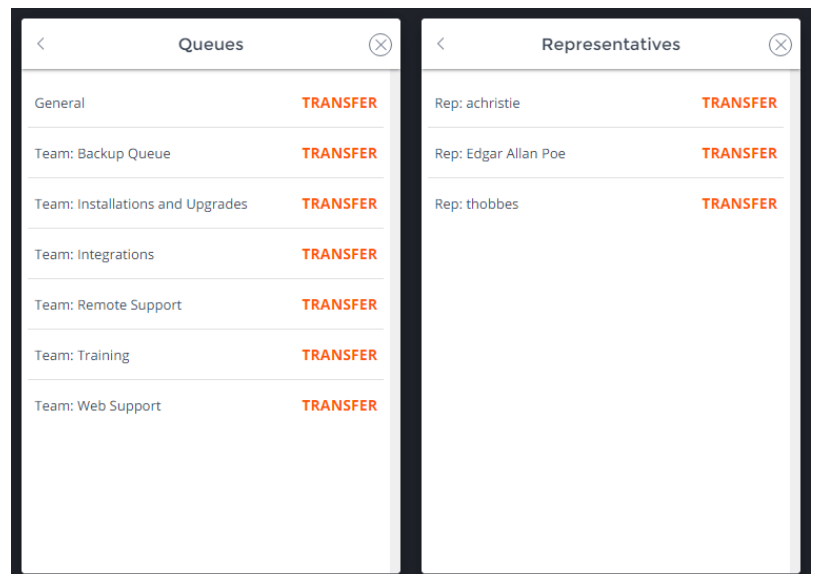 Queues
General TRANSFER
Team: Backup Queue TRANSFER
Team: Installations and Upgrades TRANSFER
Team: Integrations TRANSFER
Team: Remote Support TRANSFER
Team: Training TRANSFER
Team: Web Support TRANSFER
Representatives
Rep: achristie TRANSFER
Rep: Edgar Allan Poe TRANSFER
Rep: thobbes TRANSFER